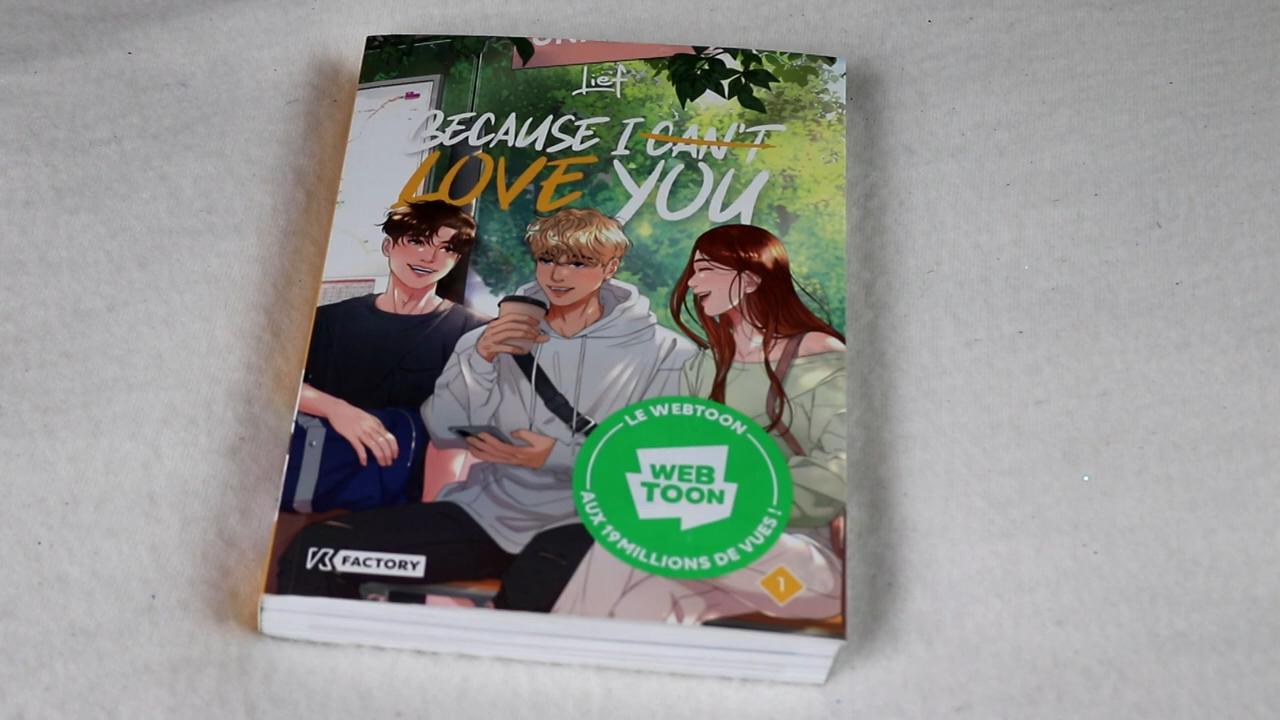 Lief
BECAUSE I CAN'T
LOVE YOU
LE WEBTOON
WEB
TOON
AUX 19 MILLIONS DE VUES !
K FACTORY
1